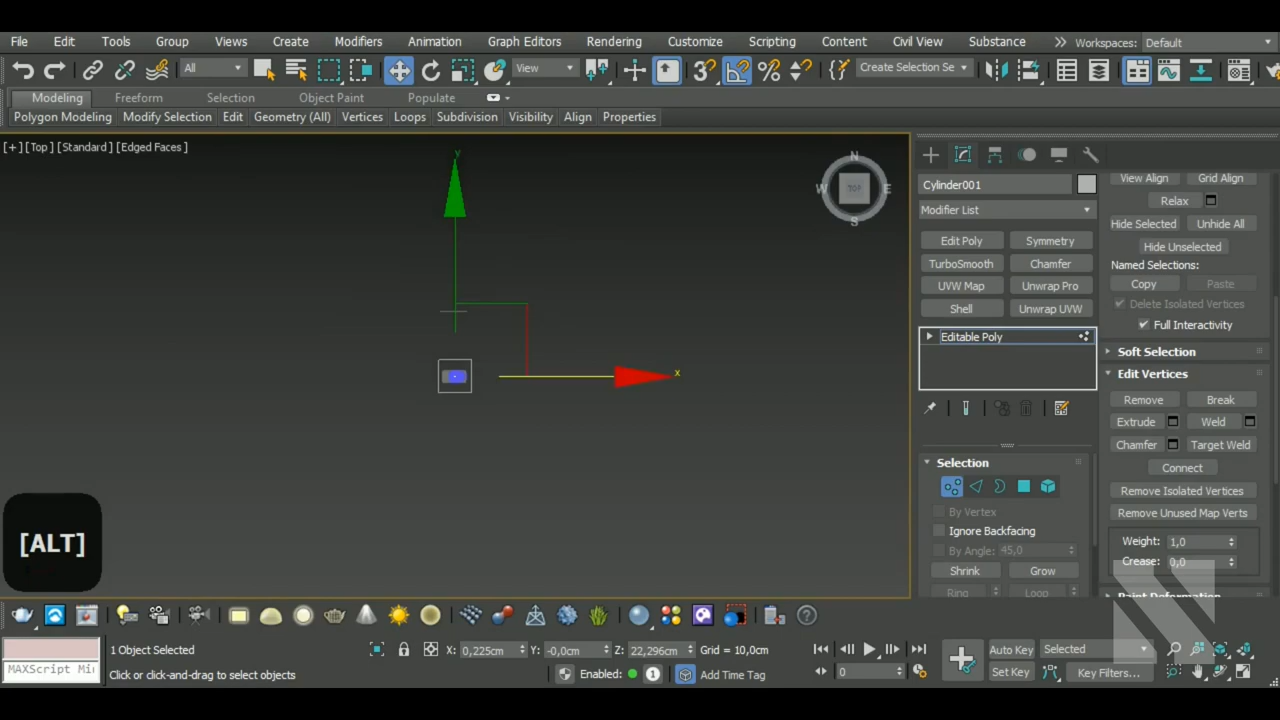 File Edit Tools Group Views Create Modifiers Animation Graph Editors Rendering Customize Scripting Content Civil View Substance Workspaces: Default
All View Create Selection Se
Modeling Freeform Selection Object Paint Populate
Polygon Modeling Modify Selection Edit Geometry (All) Vertices Loops Subdivision Visibility Align Properties
[+] [Top] [Standard] [Edged Faces]
y
x
N
W TOP E
S
Cylinder001
Modifier List
Edit Poly Symmetry
TurboSmooth Chamfer
UVW Map Unwrap Pro
Shell Unwrap UVW
Editable Poly
Selection
By Vertex
Ignore Backfacing
By Angle: 45,0
Shrink Grow
Ring Loop
View Align Grid Align
Relax
Hide Selected Unhide All
Hide Unselected
Named Selections:
Copy Paste
Delete Isolated Vertices
Full Interactivity
Soft Selection
Edit Vertices
Remove Break
Extrude Weld
Chamfer Target Weld
Connect
Remove Isolated Vertices
Remove Unused Map Verts
Weight: 1,0
Crease: 0,0
Paint Deformation
[ALT]
1 Object Selected X: 0,225cm Y: -0,0cm Z: 22,296cm Grid = 10,0cm Auto Key Selected
MAXScript Mi Click or click-and-drag to select objects Enabled: 1 Add Time Tag 0 Set Key Key Filters...